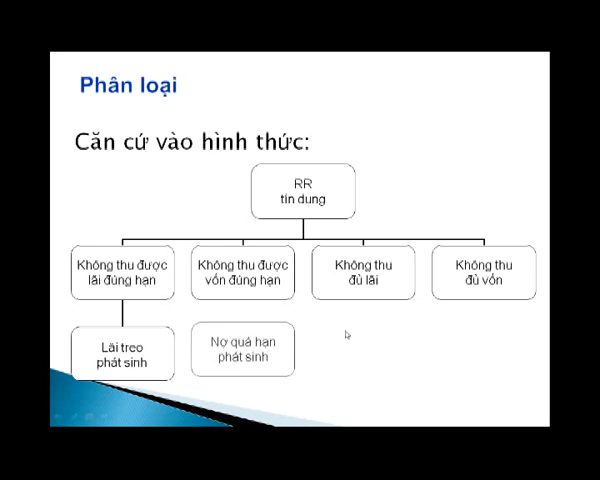 Phân loại
Căn cứ vào hình thức:
RR
tín dụng
Không thu được
lãi đúng hạn
Không thu được
vốn đúng hạn
Không thu
đủ lãi
Không thu
đủ vốn
Lãi treo
phát sinh
Nợ quá hạn
phát sinh